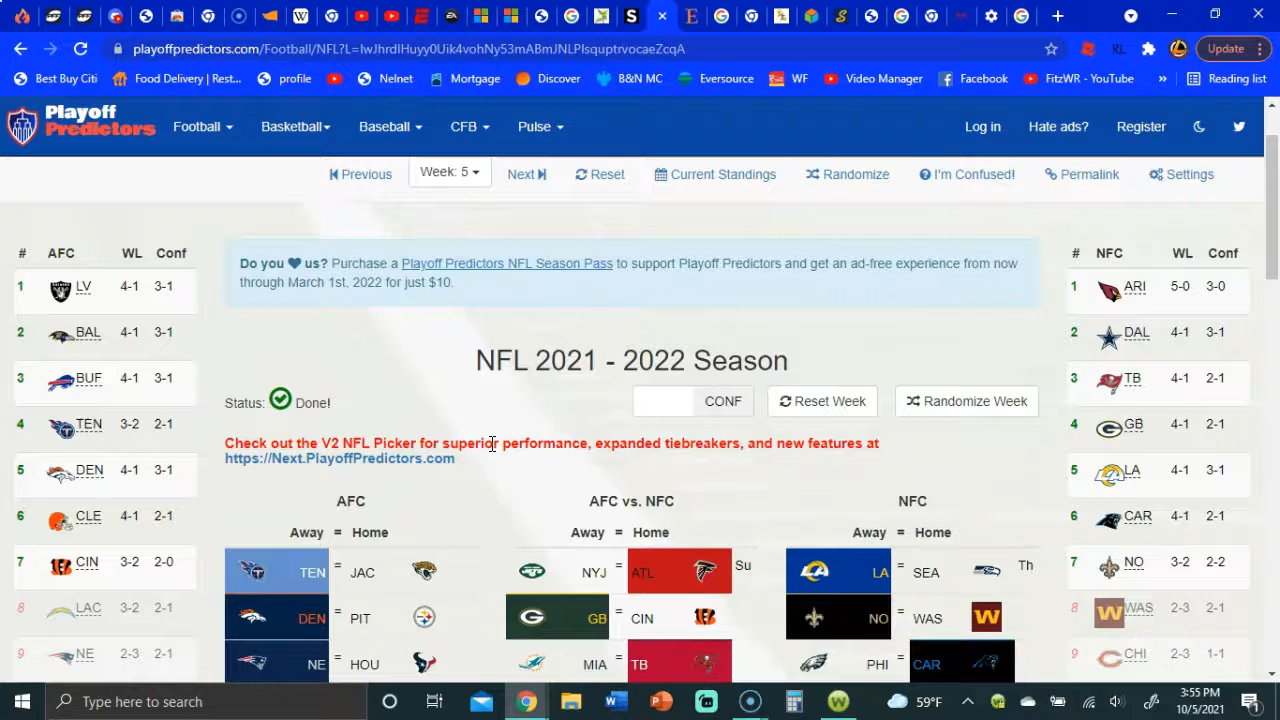 playoffpredictors.com/Football/NFL?L=IwJhrdIHuyy0Uik4vohNy53mABmJNLPIsquptrvocaeZcqA
Update
Best Buy Citi
Food Delivery | Rest...
profile
Nelnet
Mortgage
Discover
B&N MC
Eversource
WF
Video Manager
Facebook
FitzWR - YouTube
»
Reading list
Playoff
Predictors
Football
Basketball
Baseball
CFB
Pulse
Log in
Hate ads?
Register
Previous
Week: 5
Next
Reset
Current Standings
Randomize
I'm Confused!
Permalink
Settings
# AFC WL Conf
1 LV 4-1 3-1
2 BAL 4-1 3-1
3 BUF 4-1 3-1
4 TEN 3-2 2-1
5 DEN 4-1 3-1
6 CLE 4-1 2-1
7 CIN 3-2 2-0
8 LAC 3-2 2-1
9 NE 2-3 2-1
Do you us? Purchase a Playoff Predictors NFL Season Pass to support Playoff Predictors and get an ad-free experience from now
through March 1st, 2022 for just $10.
NFL 2021 - 2022 Season
Status: Done!
CONF
Reset Week
Randomize Week
Check out the V2 NFL Picker for superior performance, expanded tiebreakers, and new features at
https://Next.PlayoffPredictors.com
AFC
Away = Home
TEN = JAC
DEN = PIT
NE = HOU
AFC vs. NFC
Away = Home
NYJ = ATL Su
GB = CIN
MIA = TB
NFC
Away = Home
LA = SEA Th
NO = WAS
PHI = CAR
# NFC WL Conf
1 ARI 5-0 3-0
2 DAL 4-1 3-1
3 TB 4-1 2-1
4 GB 4-1 2-1
5 LA 4-1 3-1
6 CAR 4-1 2-1
7 NO 3-2 2-2
8 WAS 2-3 2-1
9 CHI 2-3 1-1
Type here to search
59°F
3:55 PM
10/5/2021